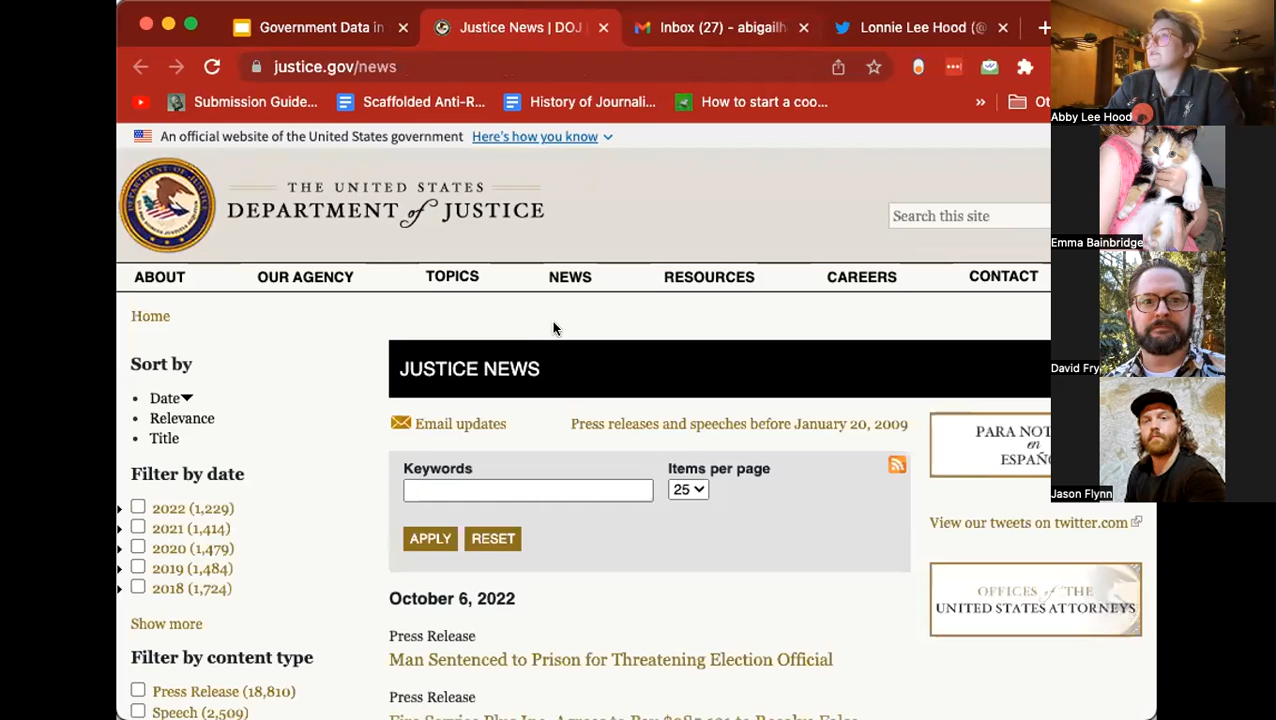 Government Data in
Justice News | DOJ
Inbox (27) - abigailh
Lonnie Lee Hood (@
justice.gov/news
Submission Guide...
Scaffolded Anti-R...
History of Journali...
How to start a coo...
»
Ot
An official website of the United States government
Here's how you know
THE UNITED STATES
DEPARTMENT of JUSTICE
Search this site
ABOUT
OUR AGENCY
TOPICS
NEWS
RESOURCES
CAREERS
CONTACT
Home
Sort by
Date
Relevance
Title
Filter by date
2022 (1,229)
2021 (1,414)
2020 (1,479)
2019 (1,484)
2018 (1,724)
Show more
Filter by content type
Press Release (18,810)
Speech (2,509)
JUSTICE NEWS
Email updates
Press releases and speeches before January 20, 2009
Keywords
Items per page
25
APPLY
RESET
October 6, 2022
Press Release
Man Sentenced to Prison for Threatening Election Official
Press Release
PARA NOT
en
ESPAÑ
View our tweets on twitter.com
OFFICES of THE
UNITED STATES ATTORNEYS
Abby Lee Hood
Emma Bainbridge
David Fry
Jason Flynn